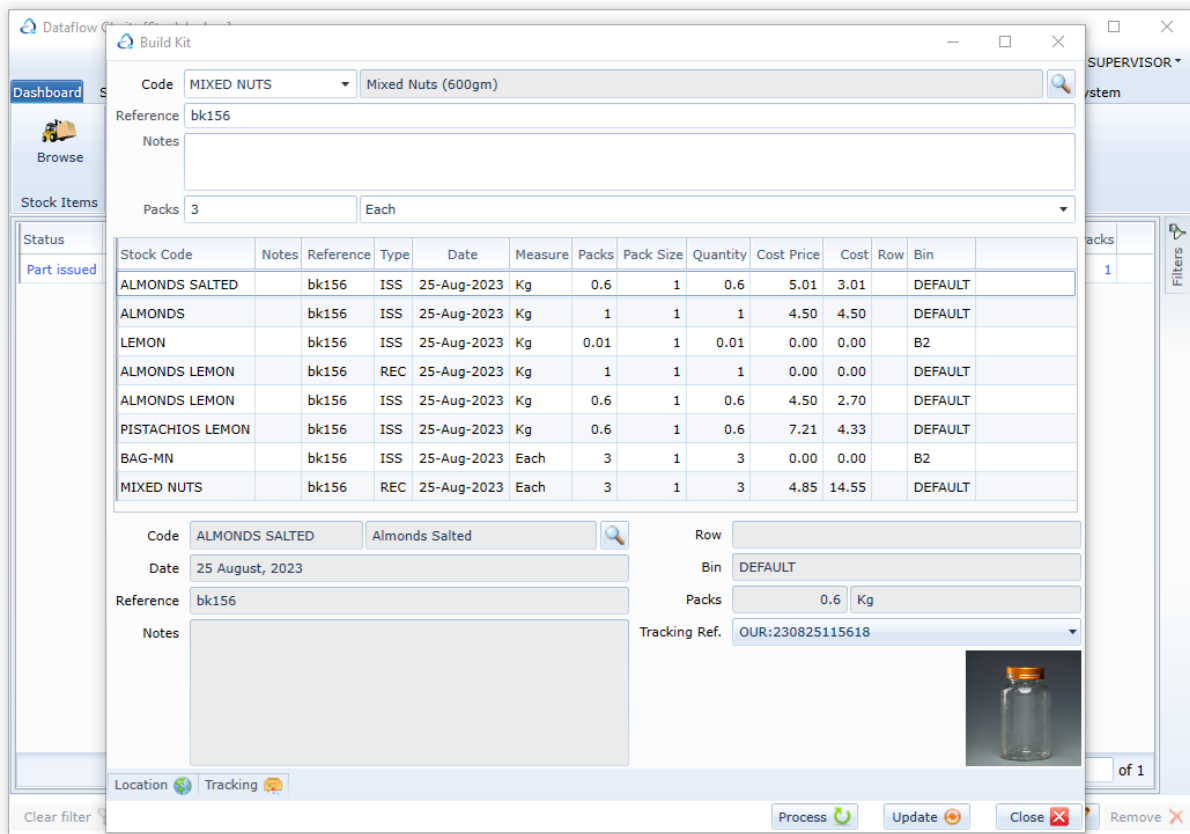 Dataflow
Build Kit
SUPERVISOR
Dashboard S ystem
Code MIXED NUTS Mixed Nuts (600gm)
Reference bk156
Browse
Notes
Stock Items
Packs 3 Each
Status acks
Part issued 1
Filters
Stock Code Notes Reference Type Date Measure Packs Pack Size Quantity Cost Price Cost Row Bin
ALMONDS SALTED bk156 ISS 25-Aug-2023 Kg 0.6 1 0.6 5.01 3.01 DEFAULT
ALMONDS bk156 ISS 25-Aug-2023 Kg 1 1 1 4.50 4.50 DEFAULT
LEMON bk156 ISS 25-Aug-2023 Kg 0.01 1 0.01 0.00 0.00 B2
ALMONDS LEMON bk156 REC 25-Aug-2023 Kg 1 1 1 0.00 0.00 DEFAULT
ALMONDS LEMON bk156 ISS 25-Aug-2023 Kg 0.6 1 0.6 4.50 2.70 DEFAULT
PISTACHIOS LEMON bk156 ISS 25-Aug-2023 Kg 0.6 1 0.6 7.21 4.33 DEFAULT
BAG-MN bk156 ISS 25-Aug-2023 Each 3 1 3 0.00 0.00 B2
MIXED NUTS bk156 REC 25-Aug-2023 Each 3 1 3 4.85 14.55 DEFAULT
Code ALMONDS SALTED Almonds Salted Row
Date 25 August, 2023 Bin DEFAULT
Reference bk156 Packs 0.6 Kg
Notes Tracking Ref. OUR:230825115618
of 1
Location Tracking
Clear filter Process Update Close Remove